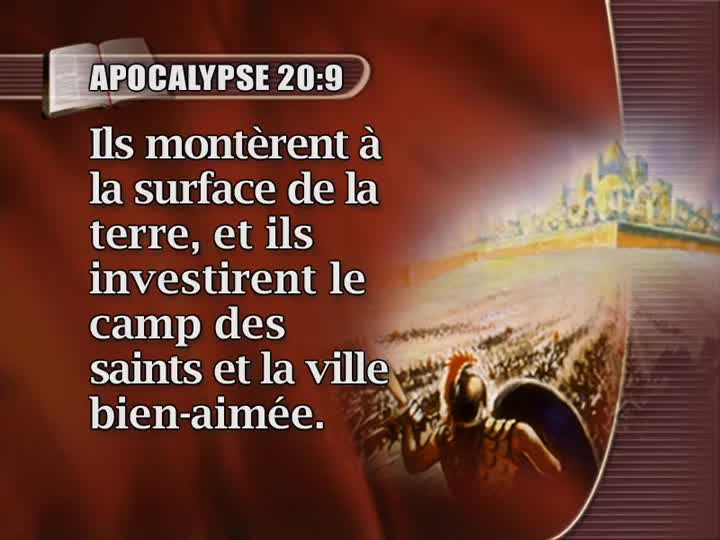 APOCALYPSE 20:9
Ils montèrent à
la surface de la
terre, et ils
investirent le
camp des
saints et la ville
bien-aimée.